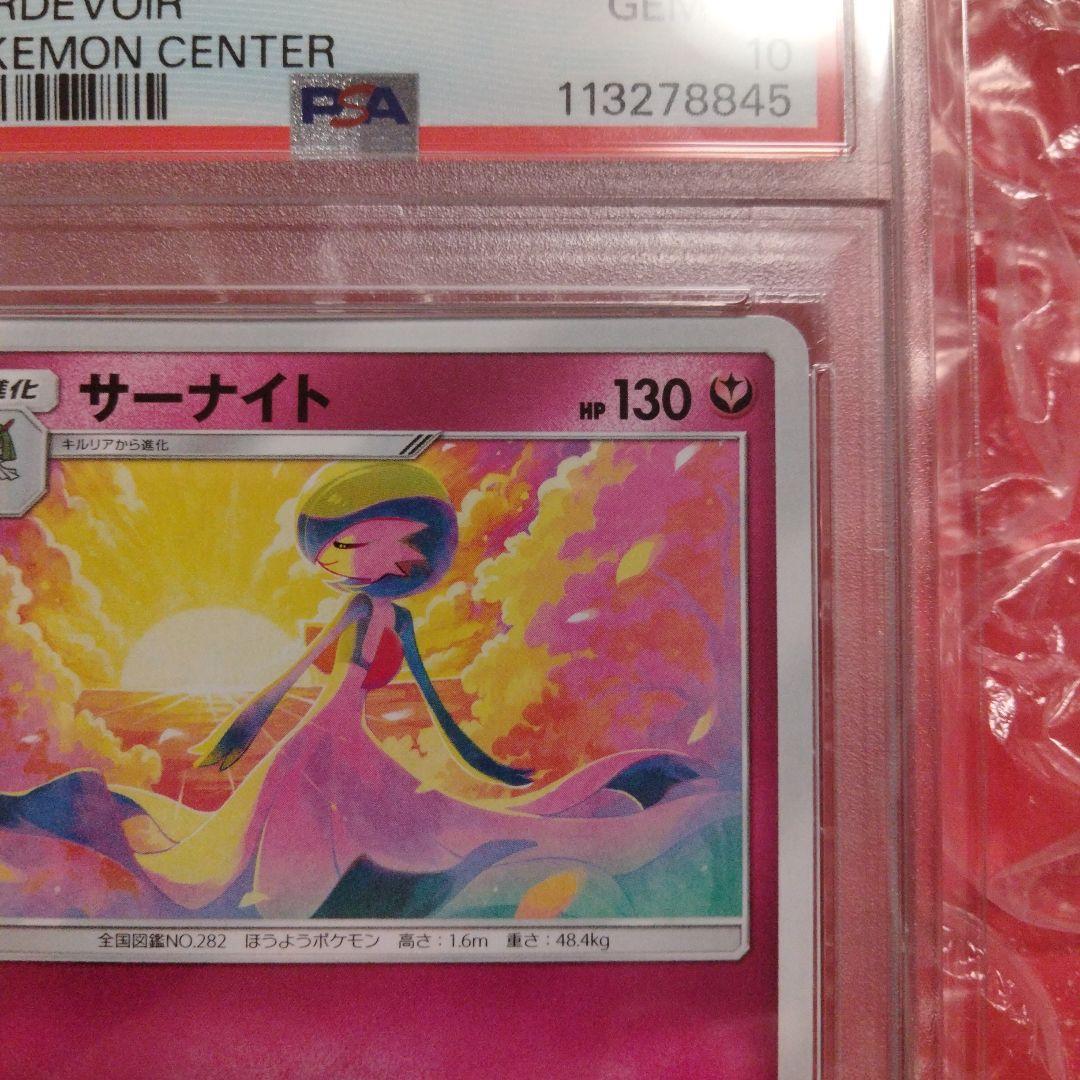 RDEVOIR
GEM
KEMON CENTER
10
PSA
113278845
進化
サーナイト
HP 130
キルリアから進化
全国図鑑NO.282 ほうようポケモン 高さ:1.6m 重さ:48.4kg